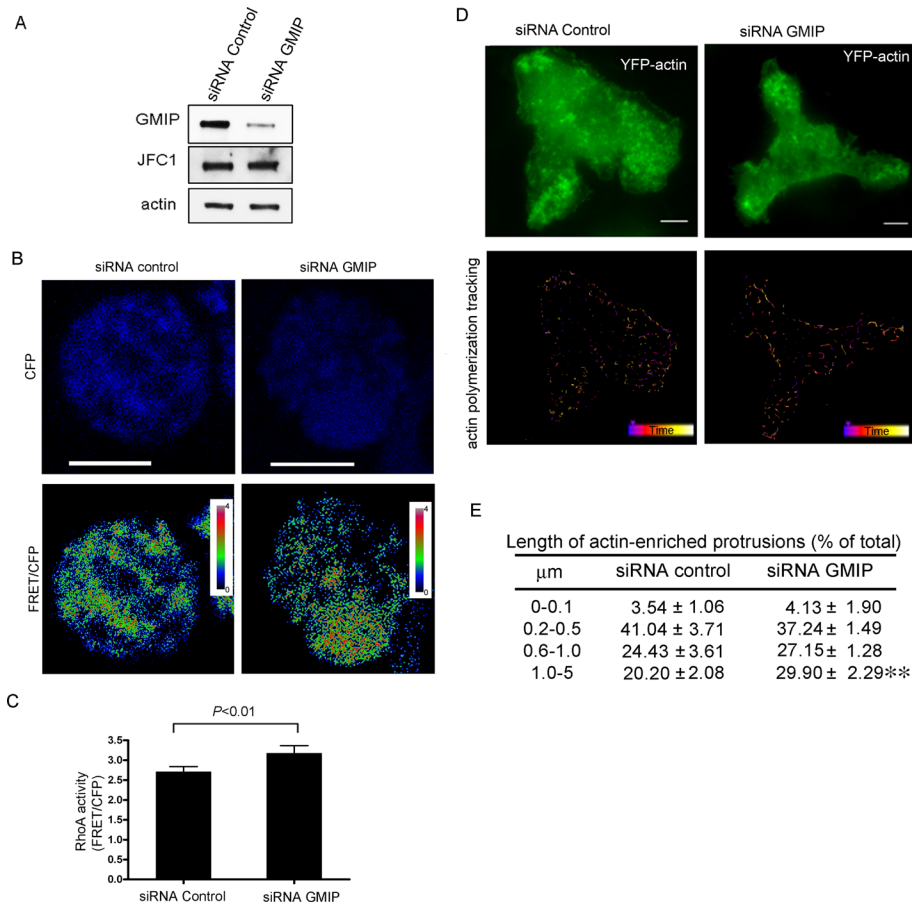 A
siRNA Control
siRNA GMIP
GMIP
JFC1
actin
B
siRNA control
siRNA GMIP
CFP
FRET/CFP
4
0
4
0
C
P<0.01
RhoA activity
(FRET/CFP)
3.5
3.0
2.5
2.0
1.5
1.0
0.5
0.0
siRNA Control
siRNA GMIP
D
siRNA Control
siRNA GMIP
YFP-actin
YFP-actin
actin polymerization tracking
Time
Time
E
Length of actin-enriched protrusions (% of total)
μm siRNA control siRNA GMIP
0-0.1 3.54 ± 1.06 4.13 ± 1.90
0.2-0.5 41.04 ± 3.71 37.24 ± 1.49
0.6-1.0 24.43 ± 3.61 27.15 ± 1.28
1.0-5 20.20 ± 2.08 29.90 ± 2.29**